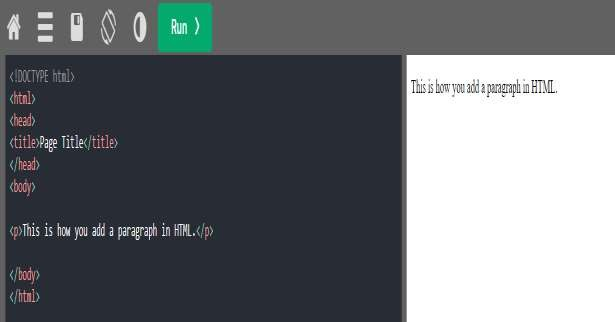 Run ❯
<!DOCTYPE html>
<html>
<head>
<title>Page Title</title>
</head>
<body>
<p>This is how you add a paragraph in HTML.</p>
</body>
</html>
This is how you add a paragraph in HTML.